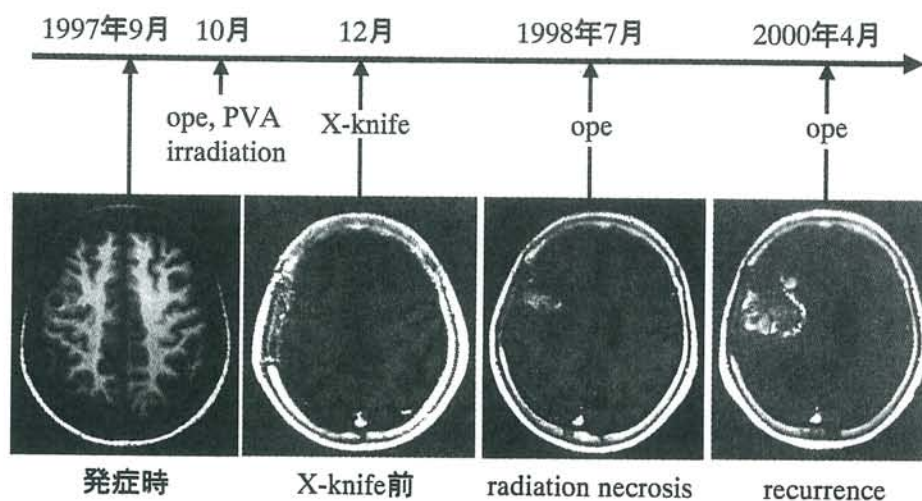 1997年9月
10月
12月
1998年7月
2000年4月
ope, PVA
irradiation
X-knife
ope
ope
発症時
X-knife前
radiation necrosis
recurrence